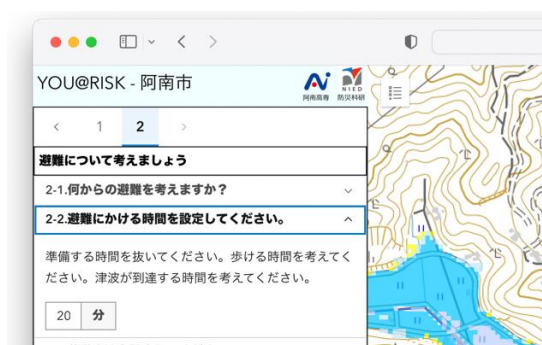 YOU@RISK - 阿南市
阿南高専
NIED
防災科研
1
2
避難について考えましょう
2-1.何からの避難を考えますか？
2-2.避難にかける時間を設定してください。
準備する時間を抜いてください。歩ける時間を考えてく
ださい。津波が到達する時間を考えてください。
20 分